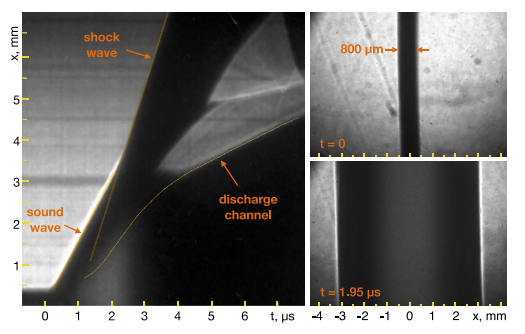 x, mm
shock
wave
5
4
3
2
1
sound
wave
discharge
channel
0 1 2 3 4 5 6 t, µs
800 µm
t = 0
t = 1.95 µs
-4 -3 -2 -1 0 1 2 x, mm